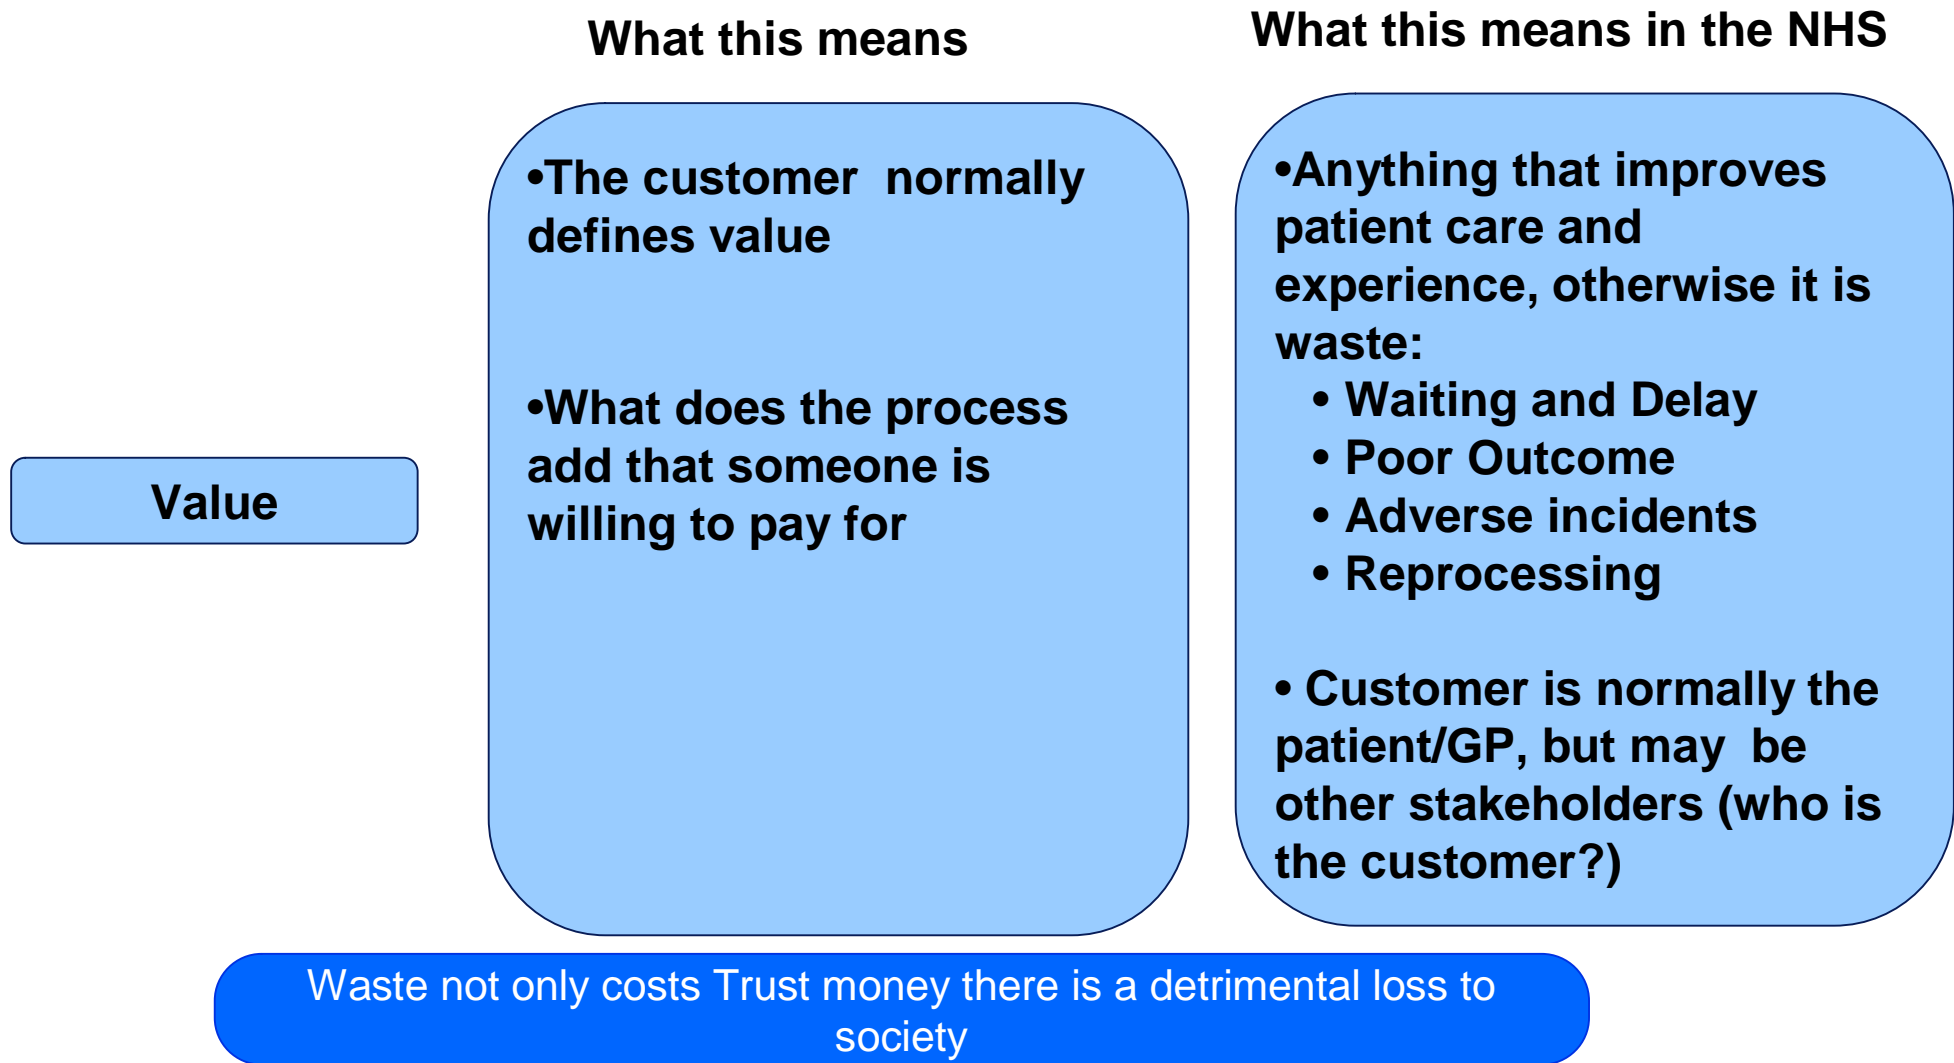 What this means
What this means in the NHS
Value
•The customer  normally
defines value
•What does the process
add that someone is
willing to pay for
•Anything that improves
patient care and
experience, otherwise it is
waste:
• Waiting and Delay
• Poor Outcome
• Adverse incidents
• Reprocessing
• Customer is normally the
patient/GP, but may  be
other stakeholders (who is
the customer?)
Waste not only costs Trust money there is a detrimental loss to
society